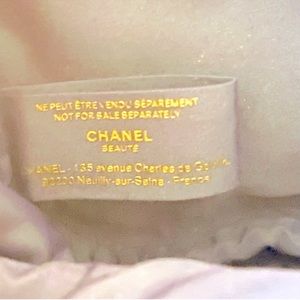 NE PEUT ÊTRE VENDU SÉPARÉMENT
NOT FOR SALE SEPARATELY
CHANEL
BEAUTÉ
ANEL - 135 avenue Charles de
92200 Neuilly-sur-Seine - France